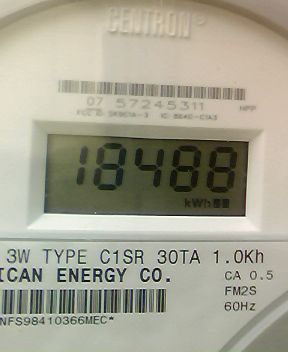 CENTRON®
07 57245311
18488
kWh
3W TYPE C1SR 30TA 1.0Kh
ICAN ENERGY CO.
CA 0.5
FM2S
60Hz
NFS98410366MEC*